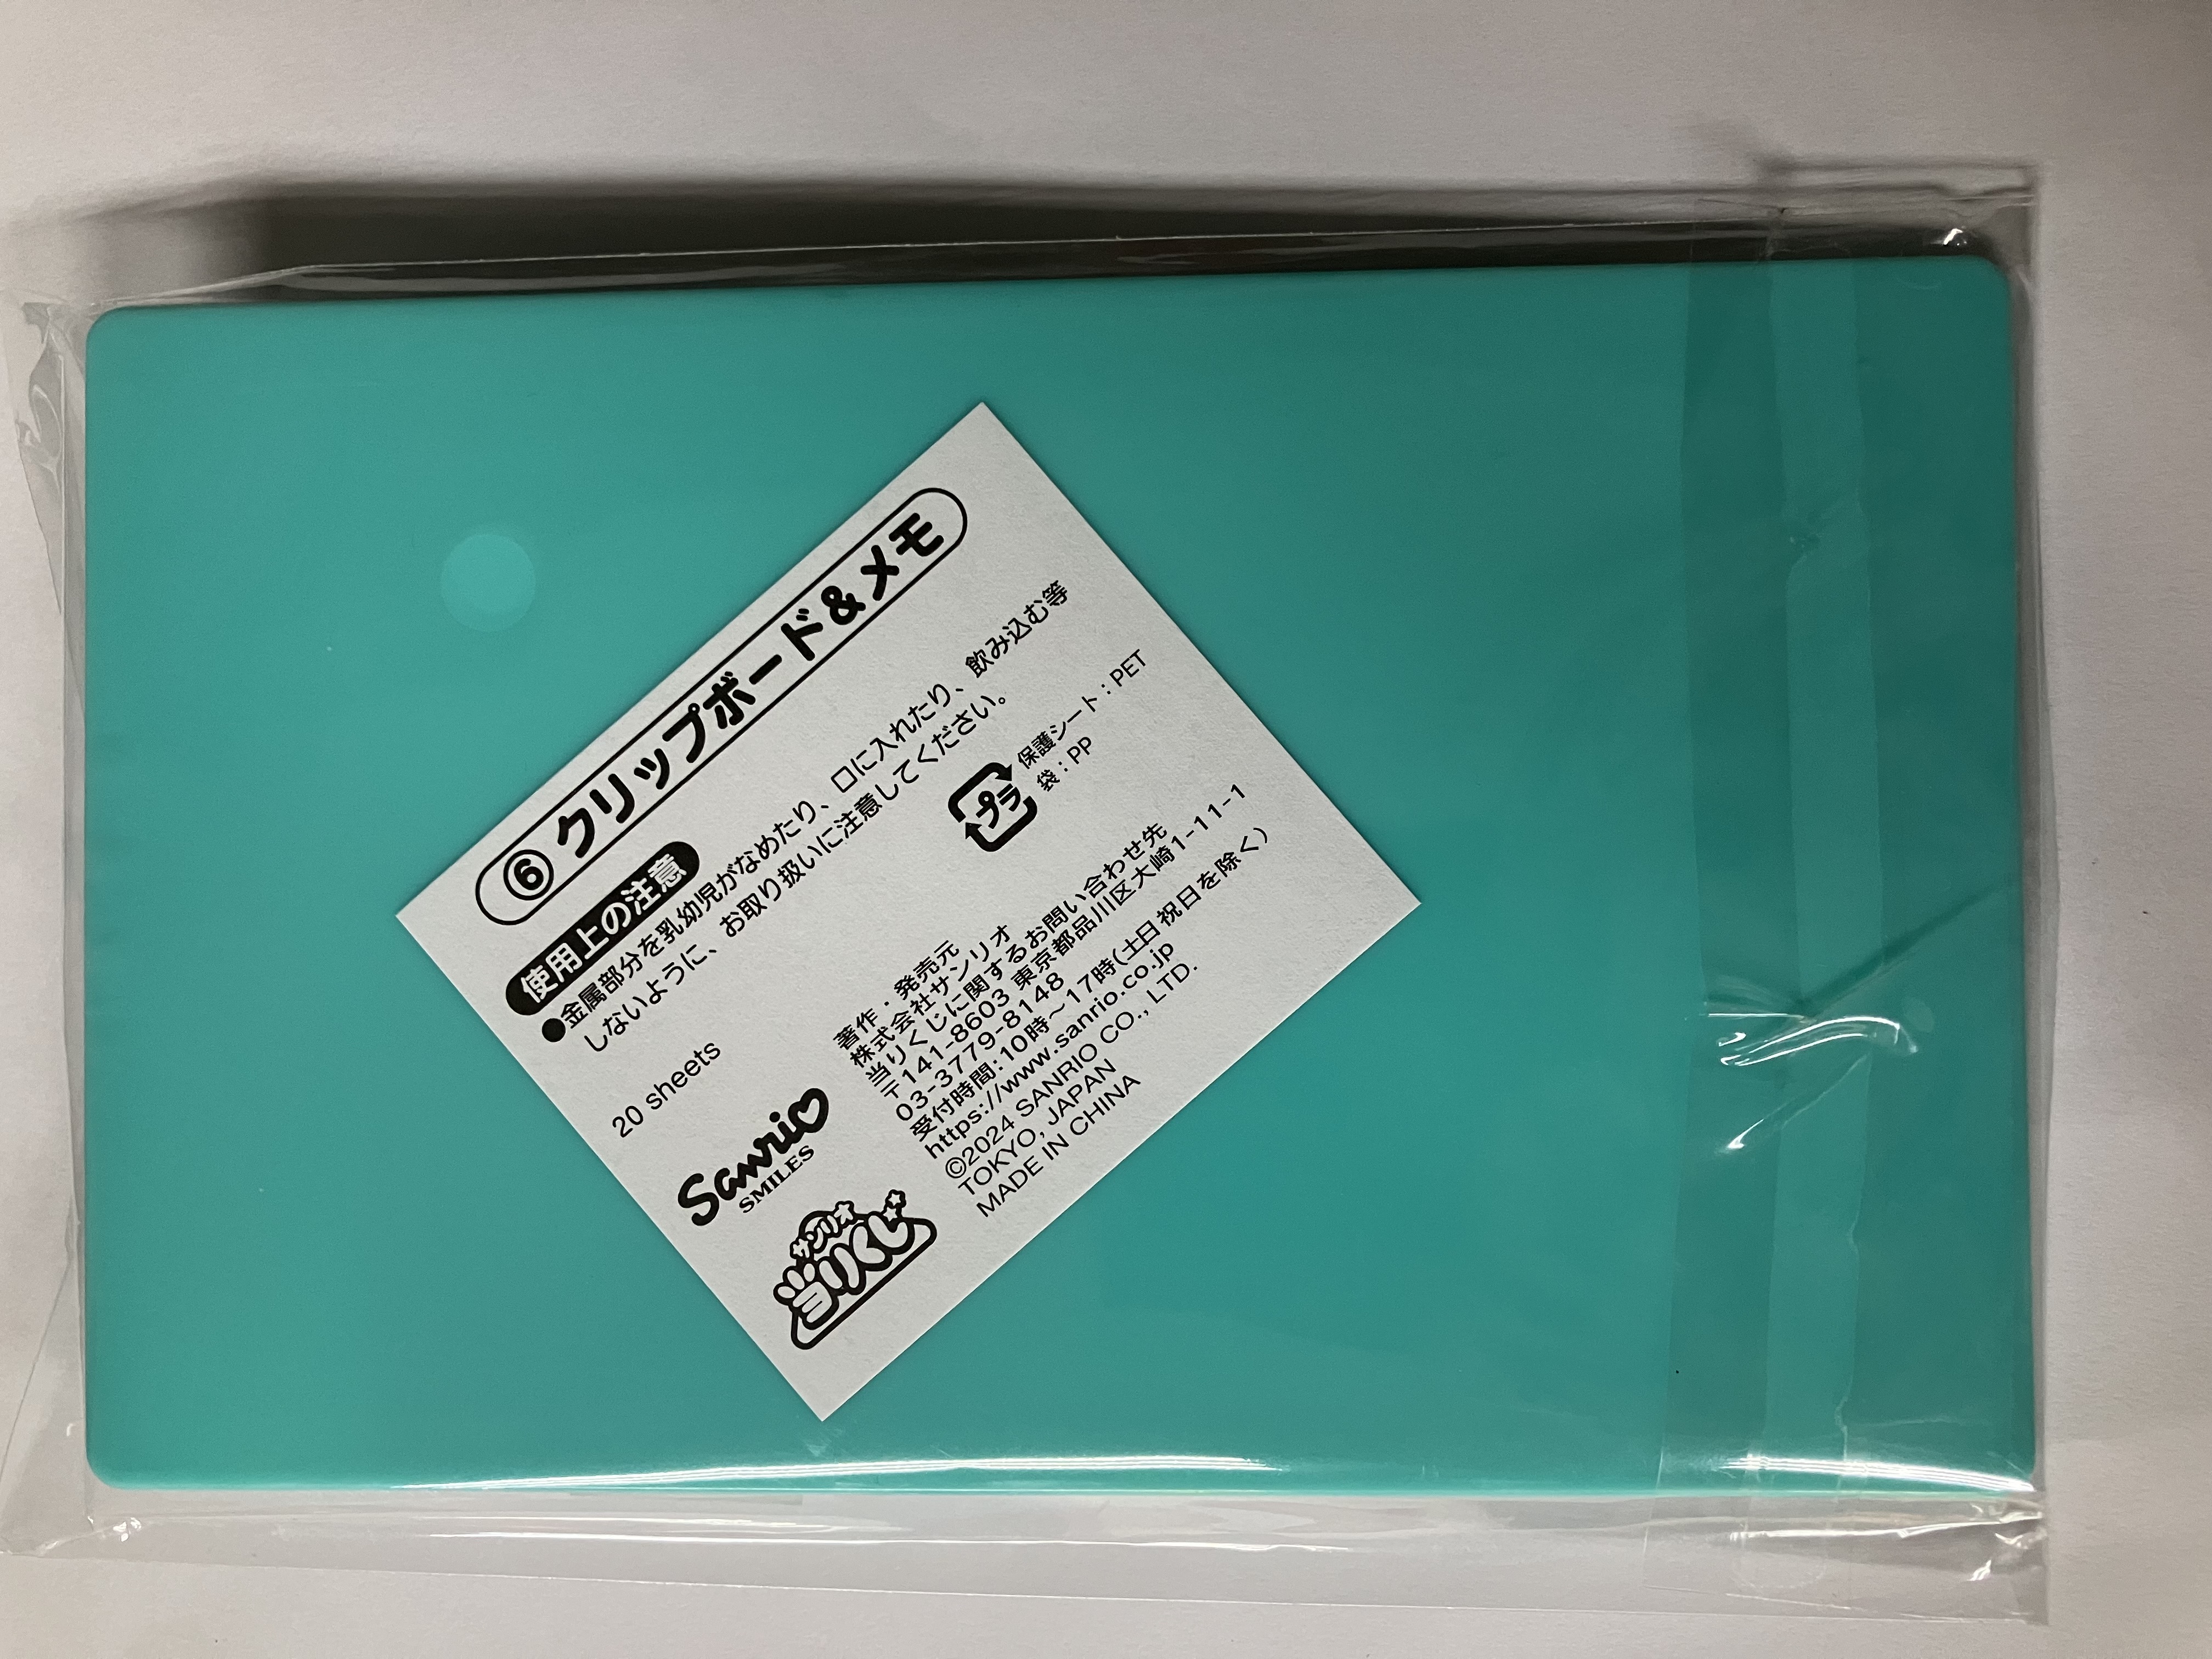 ⑥ クリップボード&メモ
使用上の注意
●金属部分を乳幼児がなめたり、口に入れたり、飲み込む等
しないように、お取り扱いに注意してください。
20 sheets
プラ
保護シート：PET
袋：PP
Sanrio
SMILES
サンリオ
当りくじ
著作・発売元
株式会社サンリオ
当りくじに関するお問い合わせ先
〒141-8603 東京都品川区大崎1-11-1
03-3779-8148
受付時間:10時～17時(土日祝日を除く)
https://www.sanrio.co.jp
©2024 SANRIO CO., LTD.
TOKYO, JAPAN
MADE IN CHINA